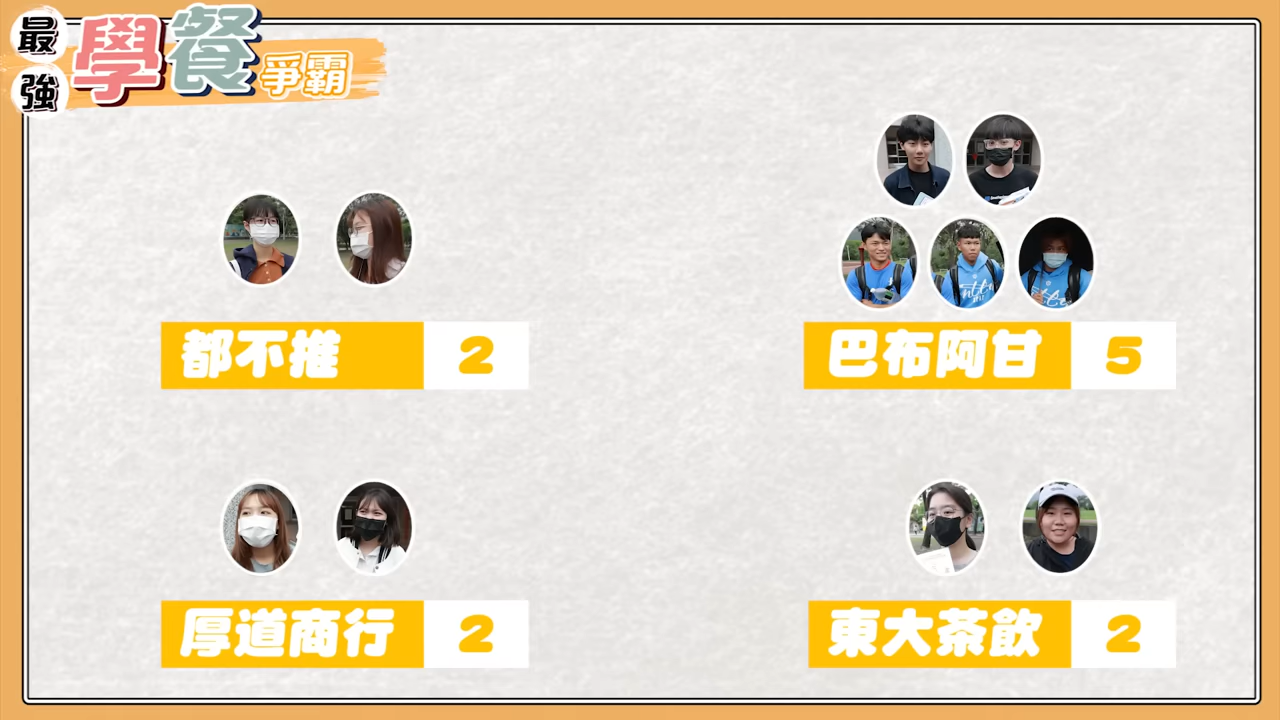 最強 學餐 爭霸
都不推 2
巴布阿甘 5
厚道商行 2
東大茶飲 2